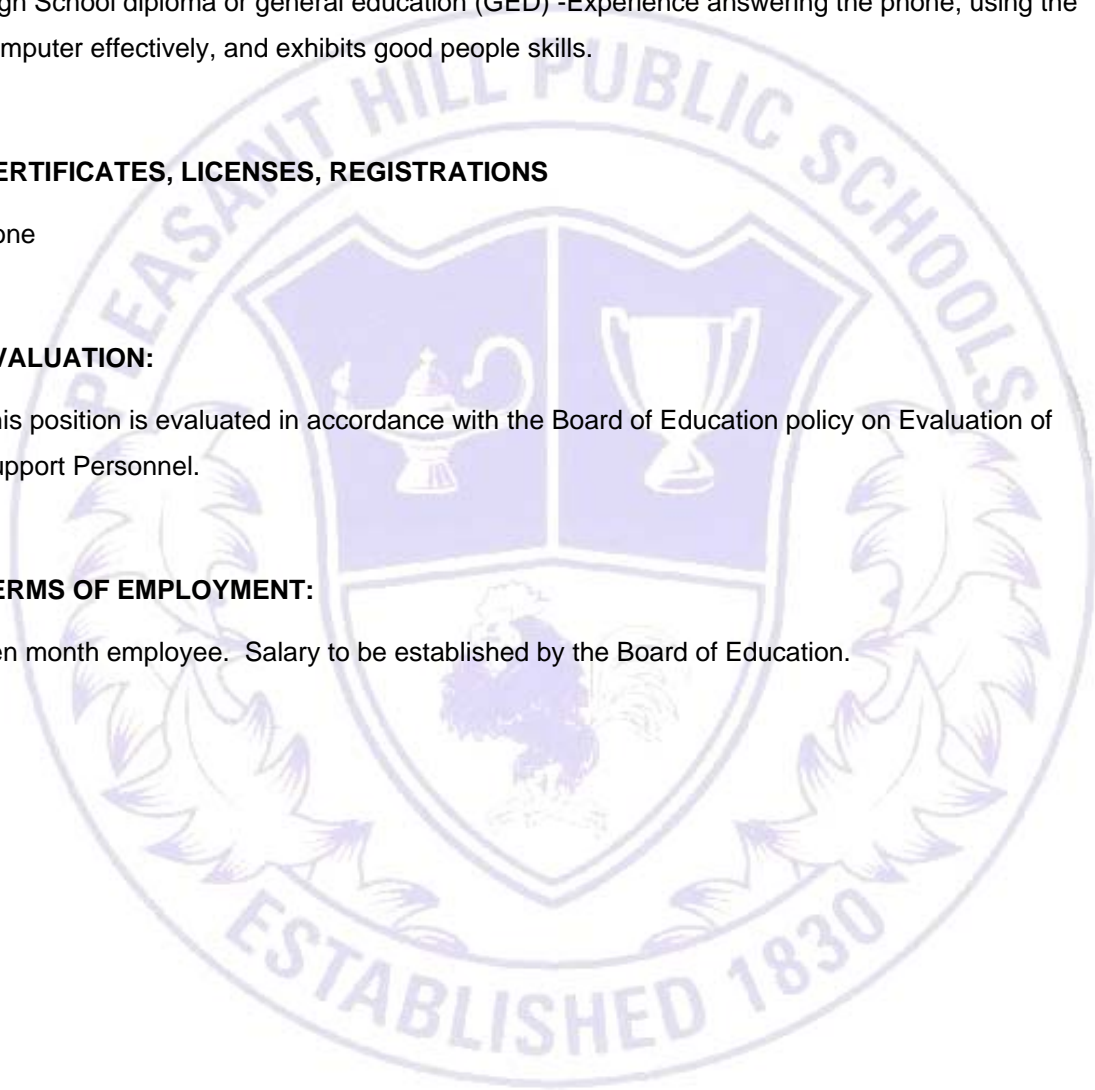 gh School diploma or general education (GED) -Experience answering the phone, using the
omputer effectively, and exhibits good people skills.
PLEASANT HILL PUBLIC SCHOOLS
ERTIFICATES, LICENSES, REGISTRATIONS
one
VALUATION:
his position is evaluated in accordance with the Board of Education policy on Evaluation of
upport Personnel.
ERMS OF EMPLOYMENT:
en month employee. Salary to be established by the Board of Education.
ESTABLISHED 1830